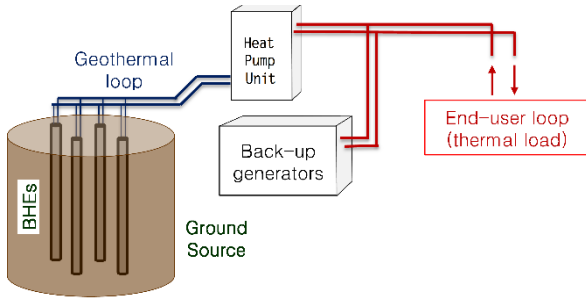 Geothermal
loop
Heat
Pump
Unit
End-user loop
(thermal load)
Back-up
generators
BHEs
Ground
Source